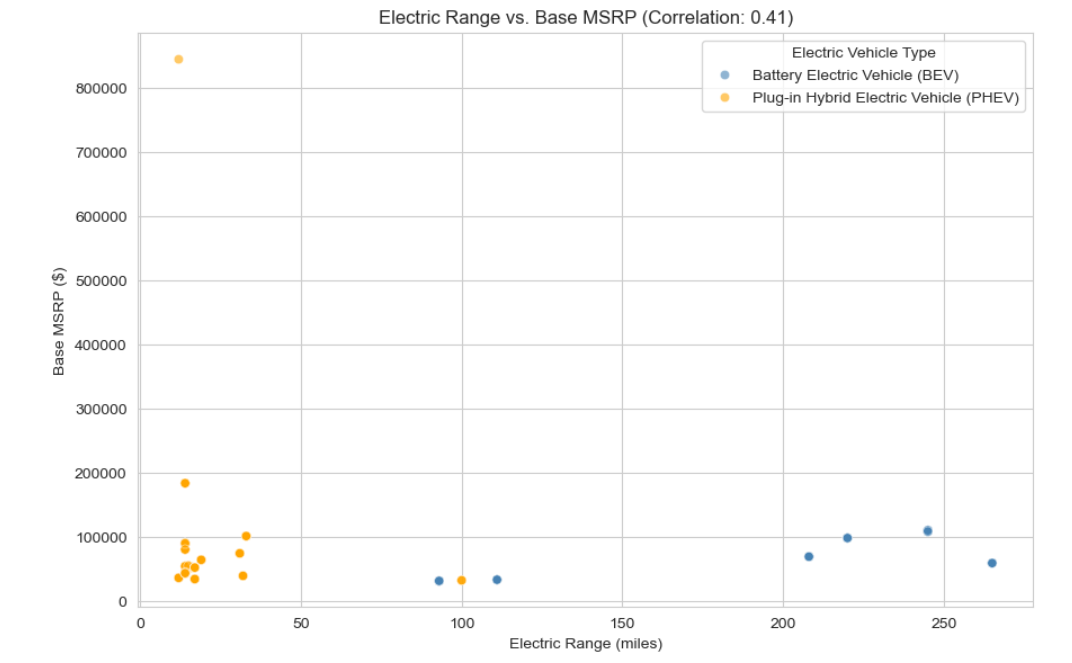 Electric Range vs. Base MSRP (Correlation: 0.41)
Electric Vehicle Type
Battery Electric Vehicle (BEV)
Plug-in Hybrid Electric Vehicle (PHEV)
Base MSRP ($)
800000
700000
600000
500000
400000
300000
200000
100000
0
0 50 100 150 200 250
Electric Range (miles)